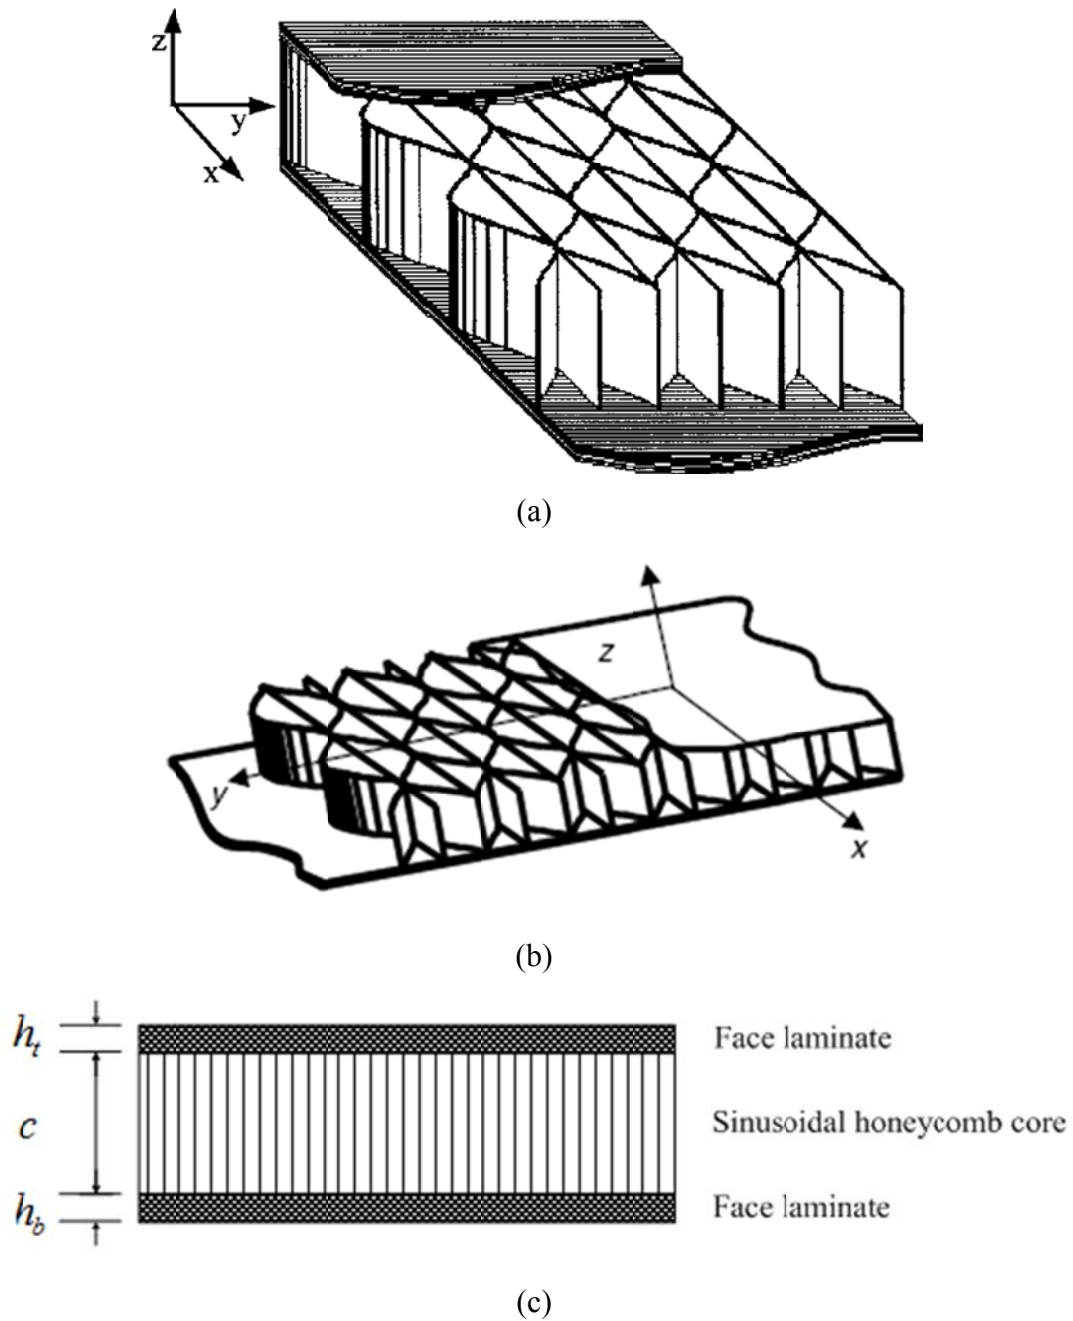 z
y
x
(a)
z
y
x
(b)
h_t
Face laminate
c
Sinusoidal honeycomb core
h_b
Face laminate
(c)